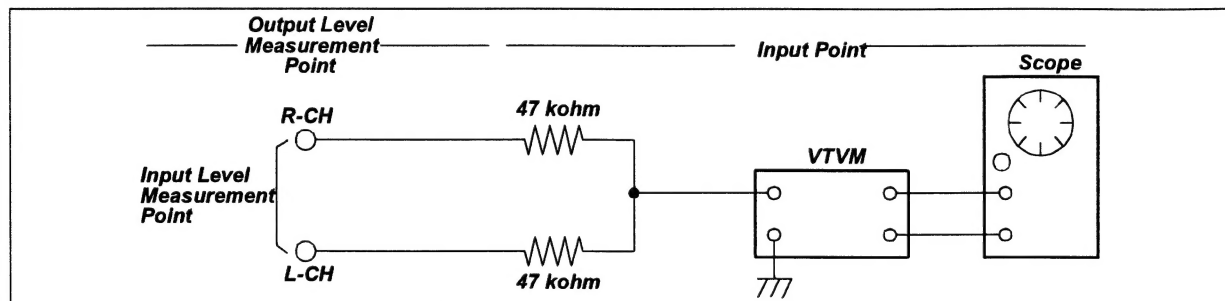 Output Level
Measurement
Point
Input Point
Scope
R-CH
47 kohm
VTVM
Input Level
Measurement
Point
L-CH
47 kohm